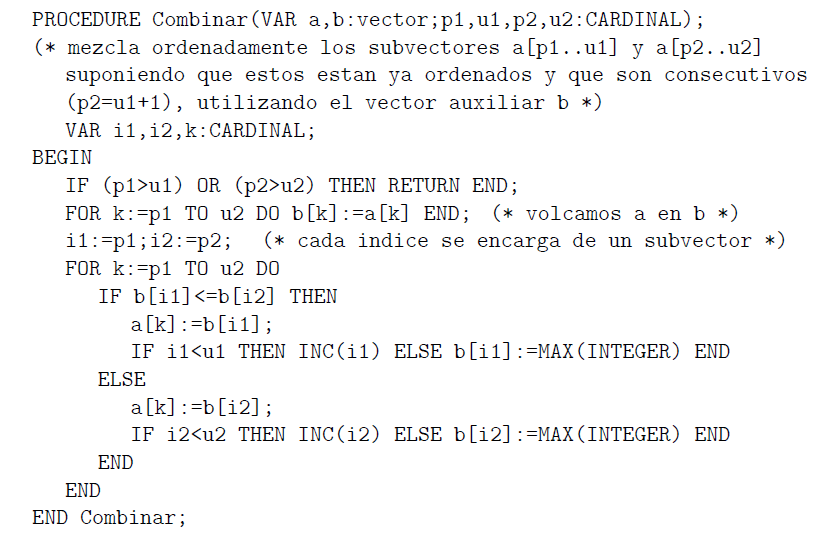 PROCEDURE Combinar(VAR a,b:vector;p1,u1,p2,u2:CARDINAL);
(* mezcla ordenadamente los subvectores a[p1..u1] y a[p2..u2]
suponiendo que estos estan ya ordenados y que son consecutivos
(p2=u1+1), utilizando el vector auxiliar b *)
VAR i1,i2,k:CARDINAL;
BEGIN
IF (p1>u1) OR (p2>u2) THEN RETURN END;
FOR k:=p1 TO u2 DO b[k]:=a[k] END; (* volcamos a en b *)
i1:=p1;i2:=p2; (* cada indice se encarga de un subvector *)
FOR k:=p1 TO u2 DO
IF b[i1]<=b[i2] THEN
a[k]:=b[i1];
IF i1<u1 THEN INC(i1) ELSE b[i1]:=MAX(INTEGER) END
ELSE
a[k]:=b[i2];
IF i2<u2 THEN INC(i2) ELSE b[i2]:=MAX(INTEGER) END
END
END
END Combinar;